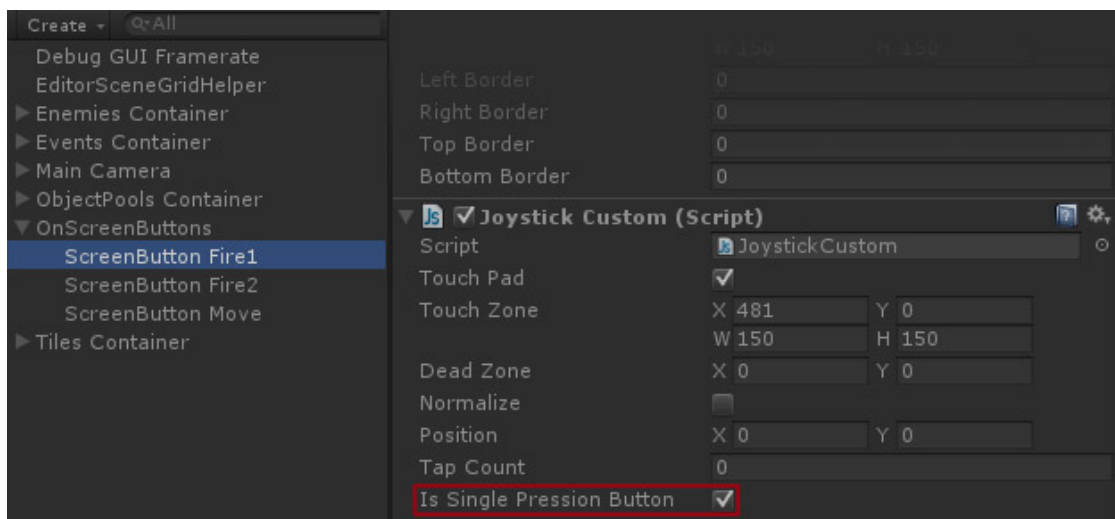 Create
Q▾All
Debug GUI Framerate
EditorSceneGridHelper
Enemies Container
Events Container
Main Camera
ObjectPools Container
OnScreenButtons
ScreenButton Fire1
ScreenButton Fire2
ScreenButton Move
Tiles Container
W 150 H 150
Left Border 0
Right Border 0
Top Border 0
Bottom Border 0
Js Joystick Custom (Script)
Script JoystickCustom
Touch Pad
Touch Zone X 481 Y 0
W 150 H 150
Dead Zone X 0 Y 0
Normalize
Position X 0 Y 0
Tap Count 0
Is Single Pression Button